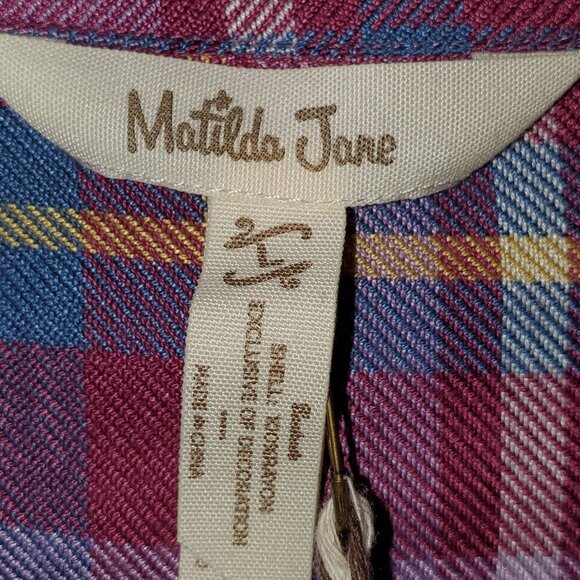 Matilda Jane
L
SHELL: 100%RAYON
EXCLUSIVE OF DECORATION
MADE IN CHINA